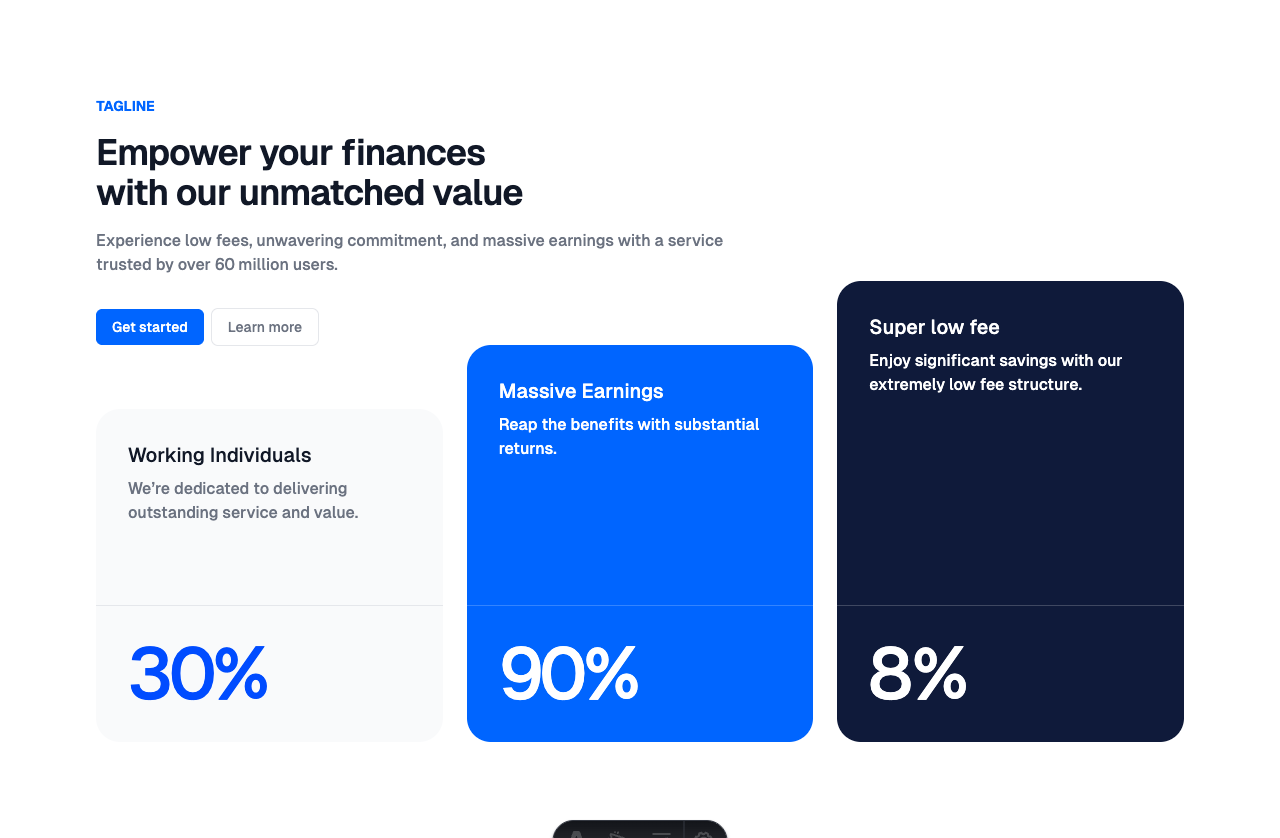 TAGLINE
Empower your finances
with our unmatched value
Experience low fees, unwavering commitment, and massive earnings with a service
trusted by over 60 million users.
Get started
Learn more
Working Individuals
We’re dedicated to delivering
outstanding service and value.
30%
Massive Earnings
Reap the benefits with substantial
returns.
90%
Super low fee
Enjoy significant savings with our
extremely low fee structure.
8%